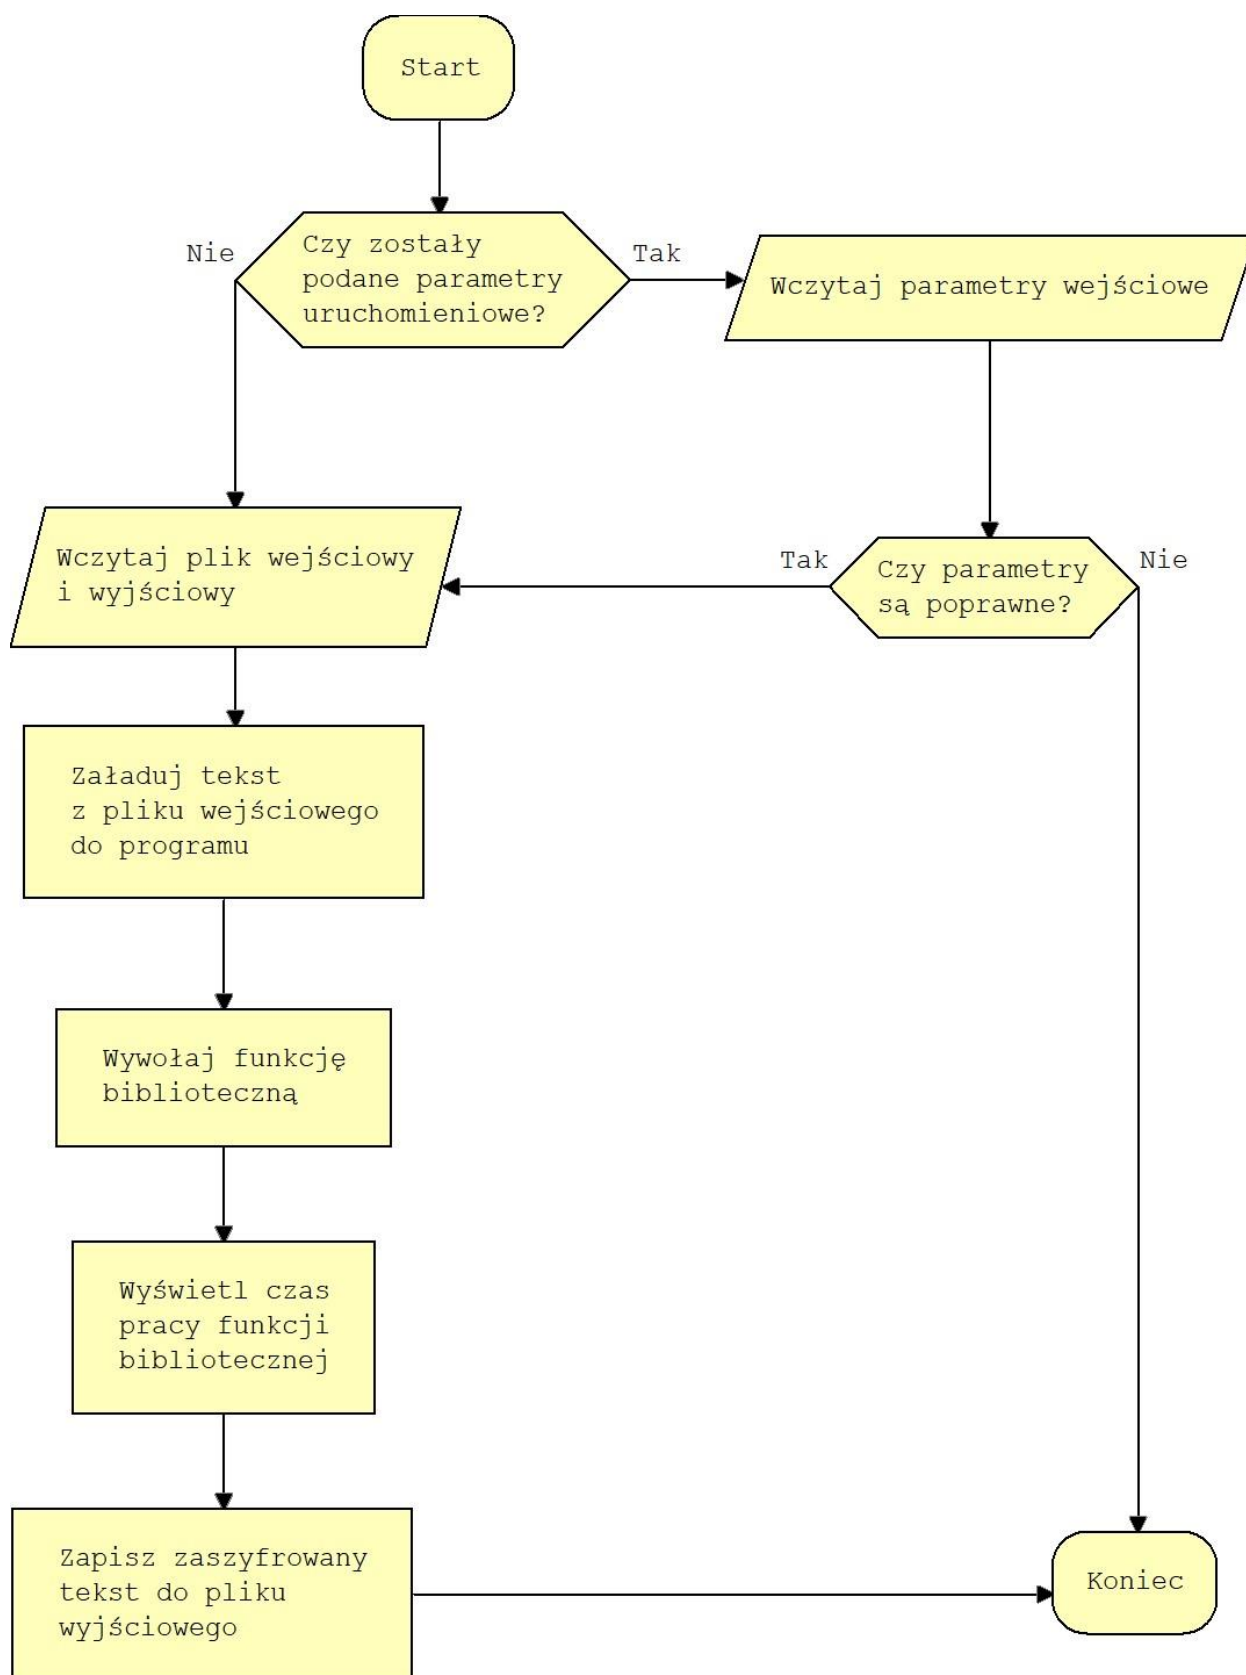 Start
Nie
Czy zostały
podane parametry
uruchomieniowe?
Tak
Wczytaj parametry wejściowe
Wczytaj plik wejściowy
i wyjściowy
Tak
Czy parametry
są poprawne?
Nie
Załaduj tekst
z pliku wejściowego
do programu
Wywołaj funkcję
biblioteczną
Wyświetl czas
pracy funkcji
bibliotecznej
Zapisz zaszyfrowany
tekst do pliku
wyjściowego
Koniec